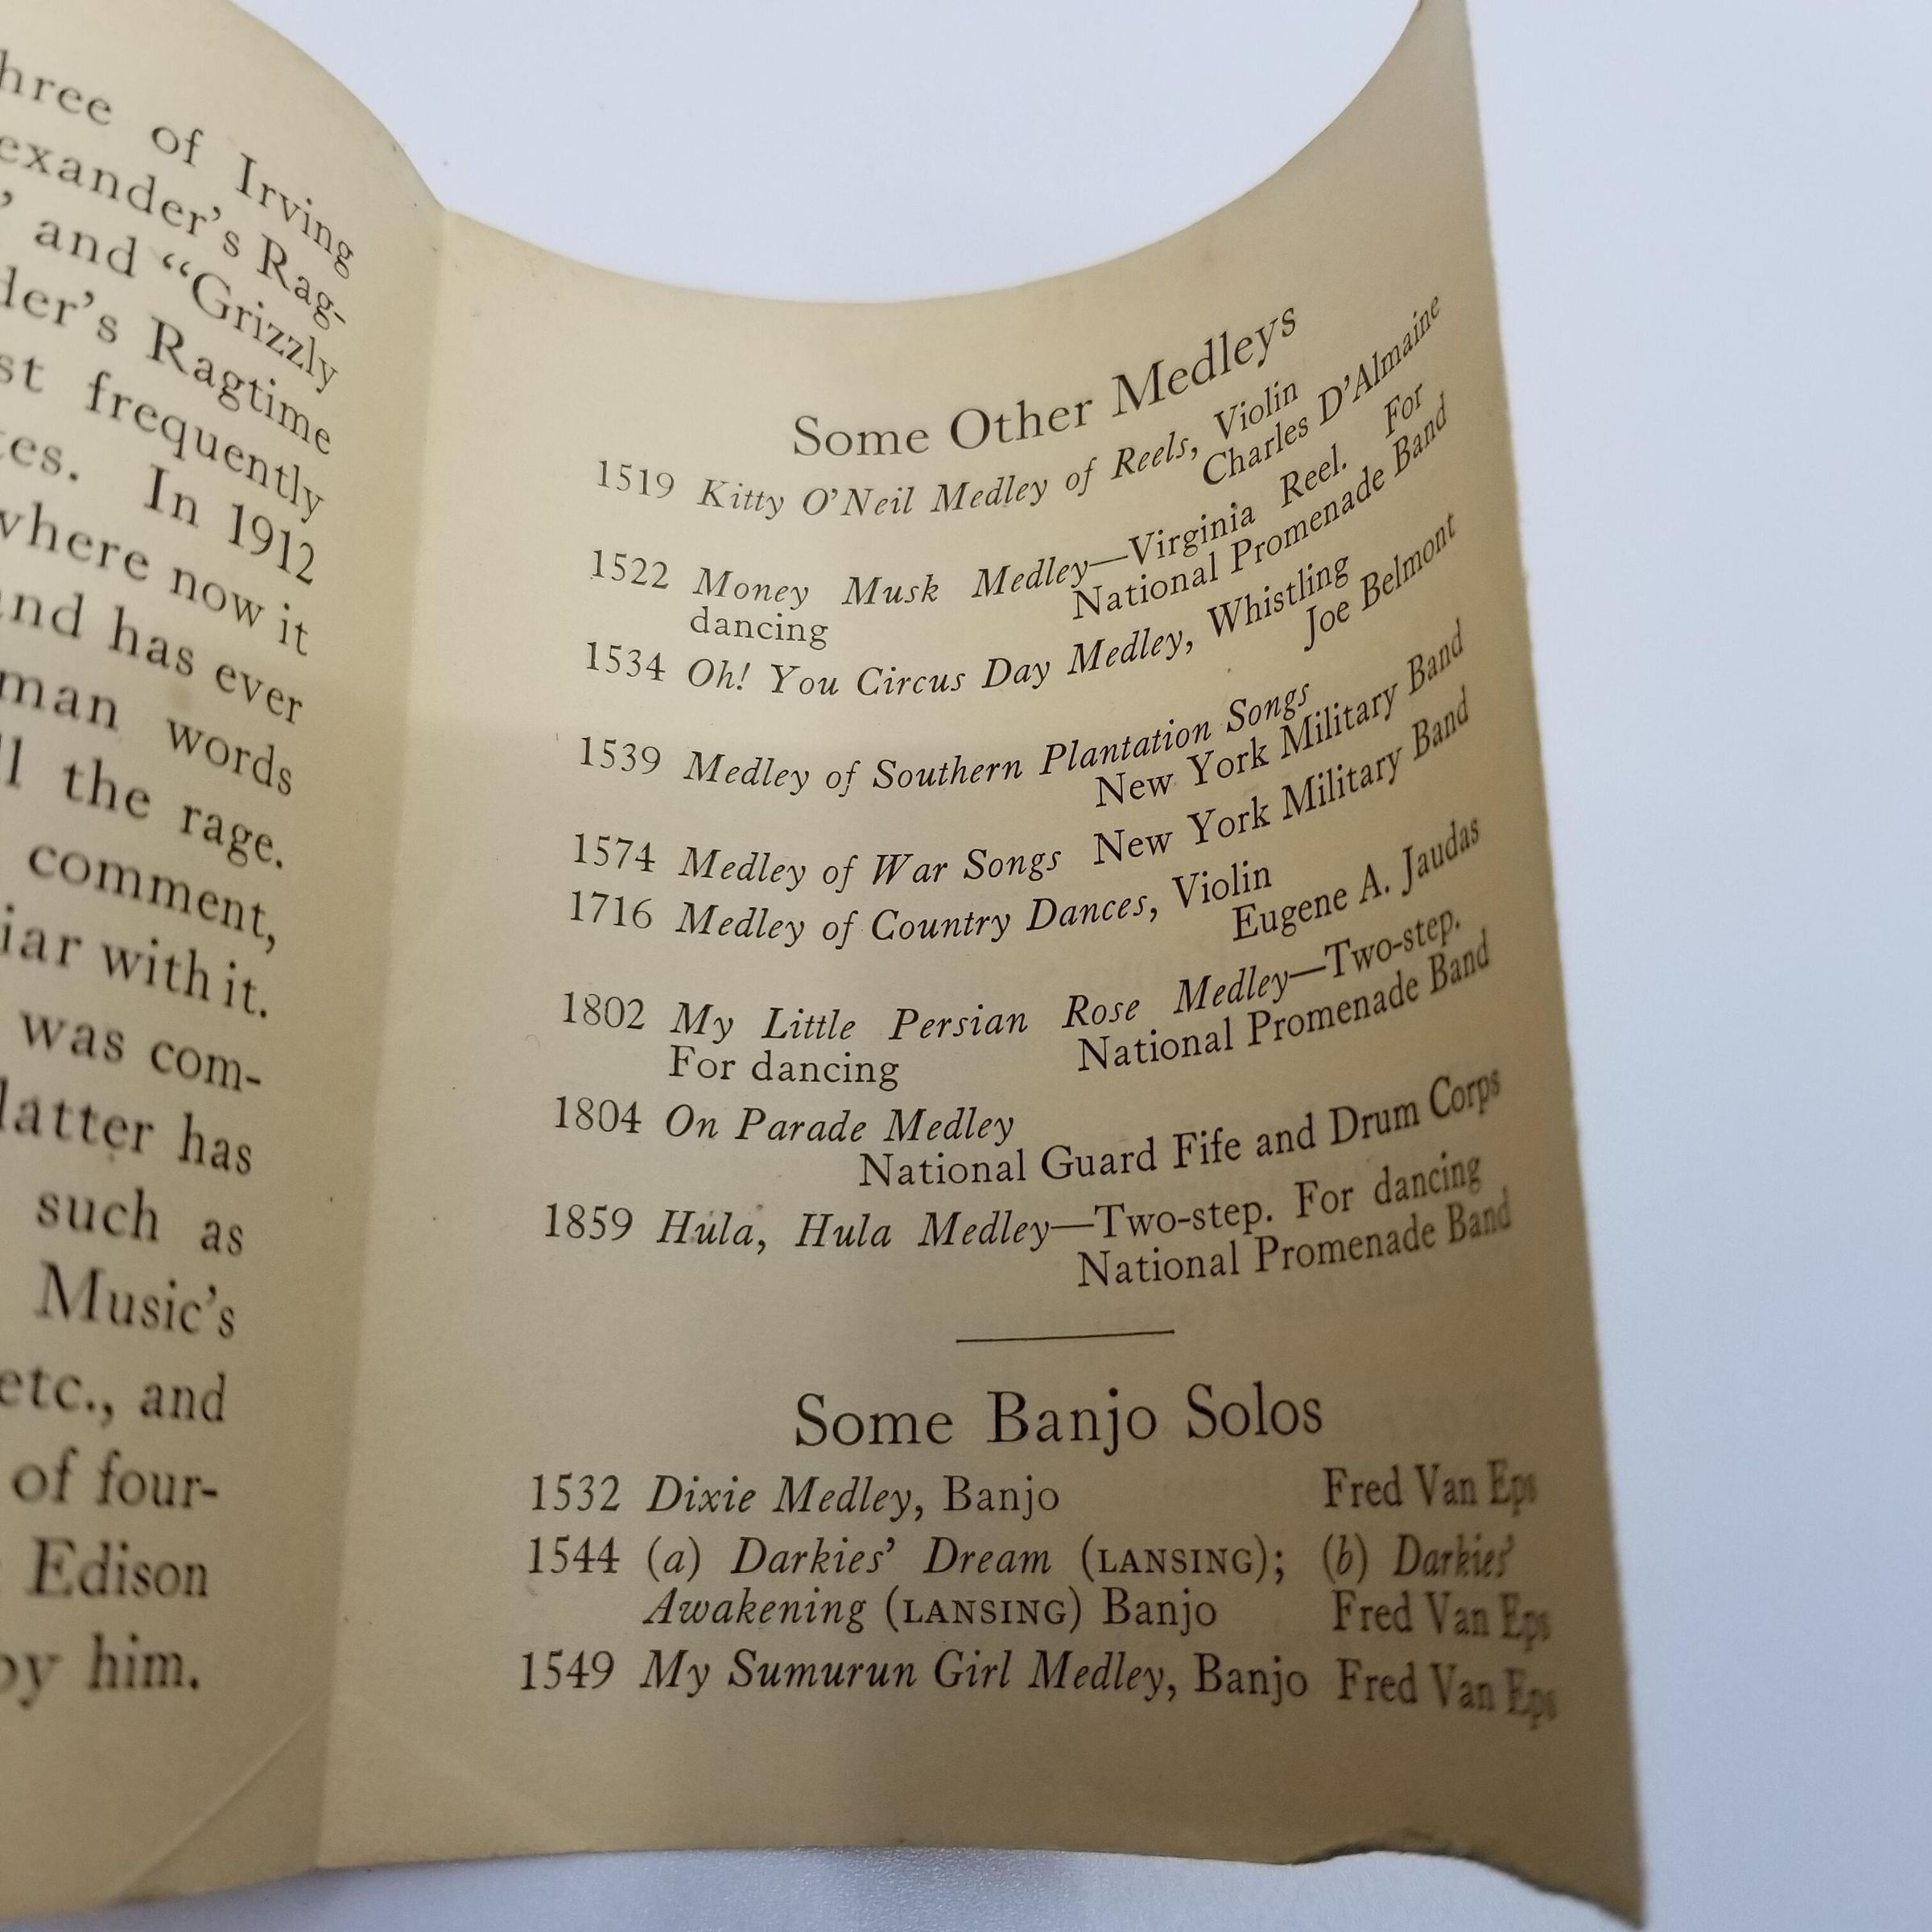 hree of Irving
exander's Rag-
' and "Grizzly
der's Ragtime
st frequently
tes. In 1912
where now it
and has ever
man words
ll the rage.
comment,
iar with it.
was com-
latter has
such as
Music's
etc., and
of four-
Edison
by him.
Some Other Medleys
1519 Kitty O'Neil Medley of Reels, Violin
Charles D'Almaine
1522 Money Musk Medley—Virginia Reel. For
dancing National Promenade Band
1534 Oh! You Circus Day Medley, Whistling
Joe Belmont
1539 Medley of Southern Plantation Songs
New York Military Band
1574 Medley of War Songs New York Military Band
1716 Medley of Country Dances, Violin
Eugene A. Jaudas
1802 My Little Persian Rose Medley—Two-step.
For dancing National Promenade Band
1804 On Parade Medley
National Guard Fife and Drum Corps
1859 Hula, Hula Medley—Two-step. For dancing
National Promenade Band
Some Banjo Solos
1532 Dixie Medley, Banjo Fred Van Eps
1544 (a) Darkies' Dream (LANSING); (b) Darkies'
Awakening (LANSING) Banjo Fred Van Eps
1549 My Sumurun Girl Medley, Banjo Fred Van Eps